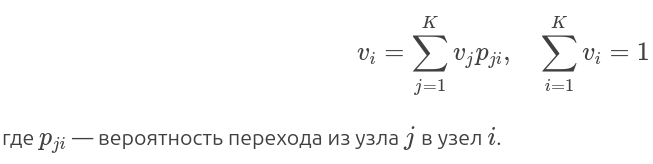 $v_i = \sum_{j=1}^{K} v_j p_{ji}, \quad \sum_{i=1}^{K} v_i = 1$
где $p_{ji}$ — вероятность перехода из узла $j$ в узел $i$.